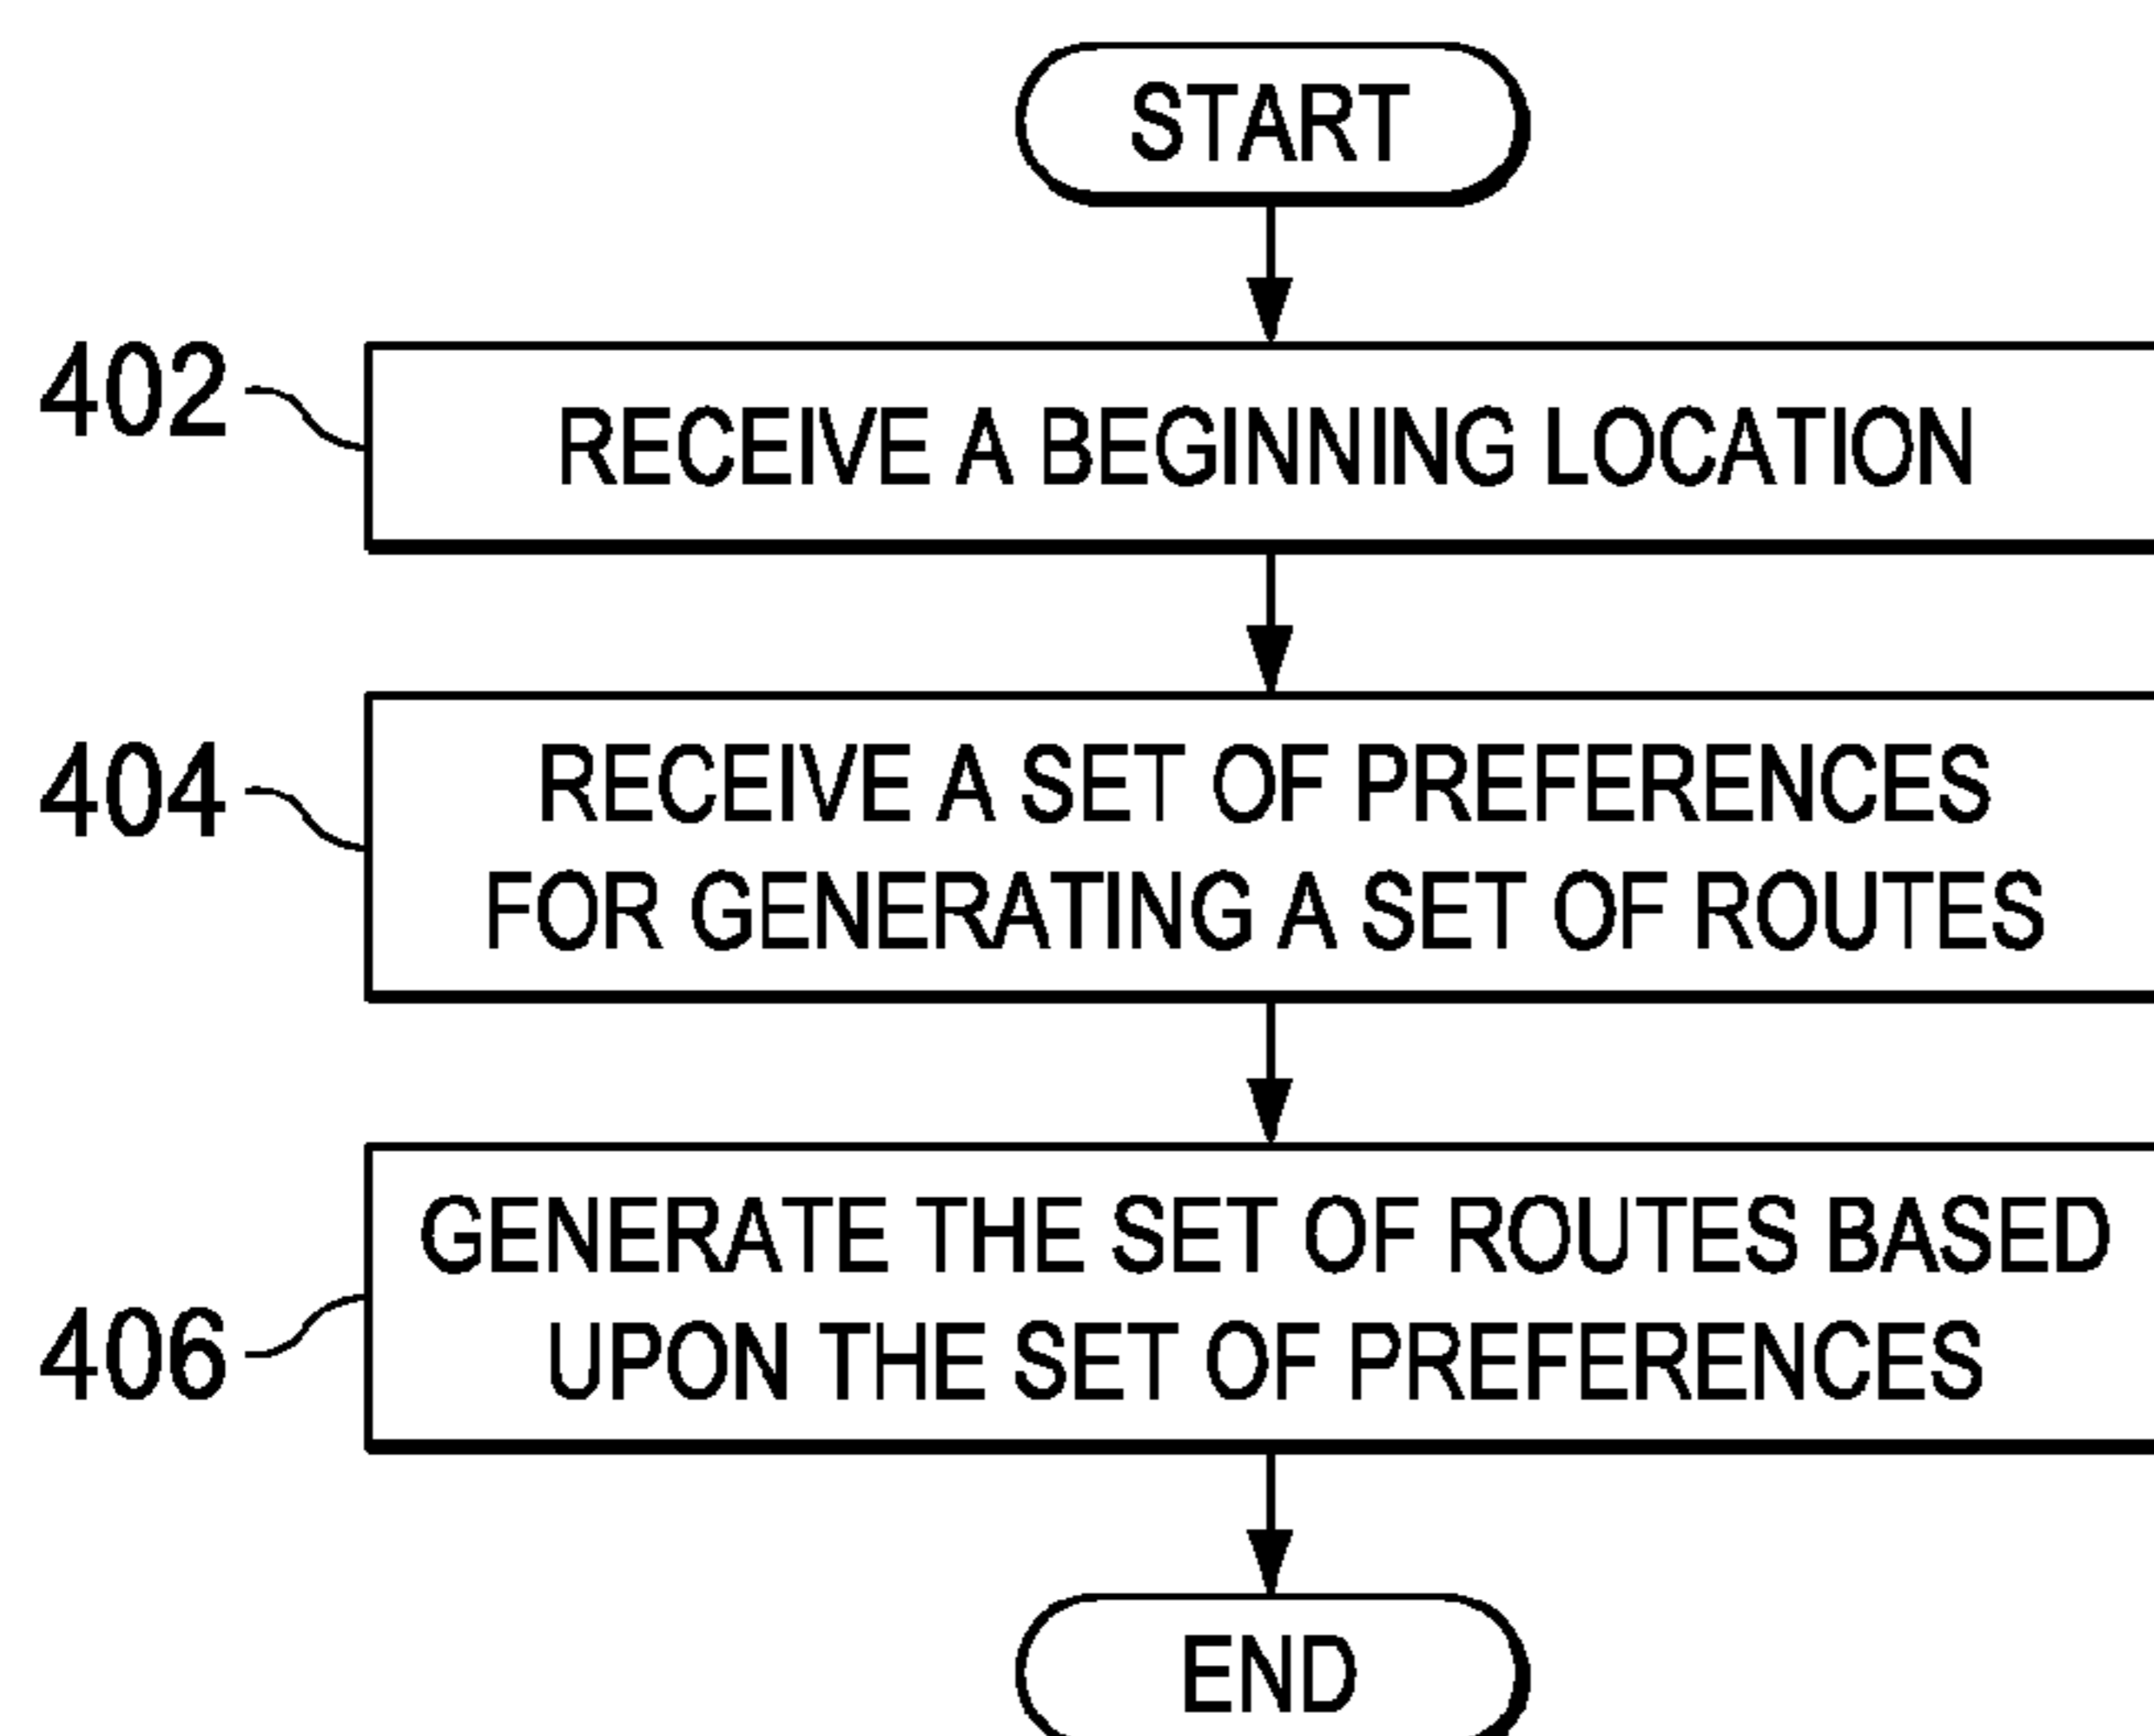 START
402
RECEIVE A BEGINNING LOCATION
404
RECEIVE A SET OF PREFERENCES
FOR GENERATING A SET OF ROUTES
406
GENERATE THE SET OF ROUTES BASED
UPON THE SET OF PREFERENCES
END